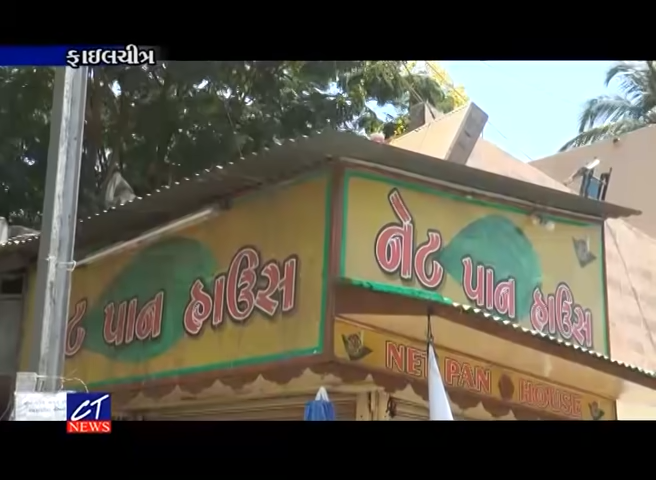 ફાઇલચીત્ર
નેટ પાન હાઉસ
ટ પાન હાઉસ
NET PAN HOUSE
CT
NEWS